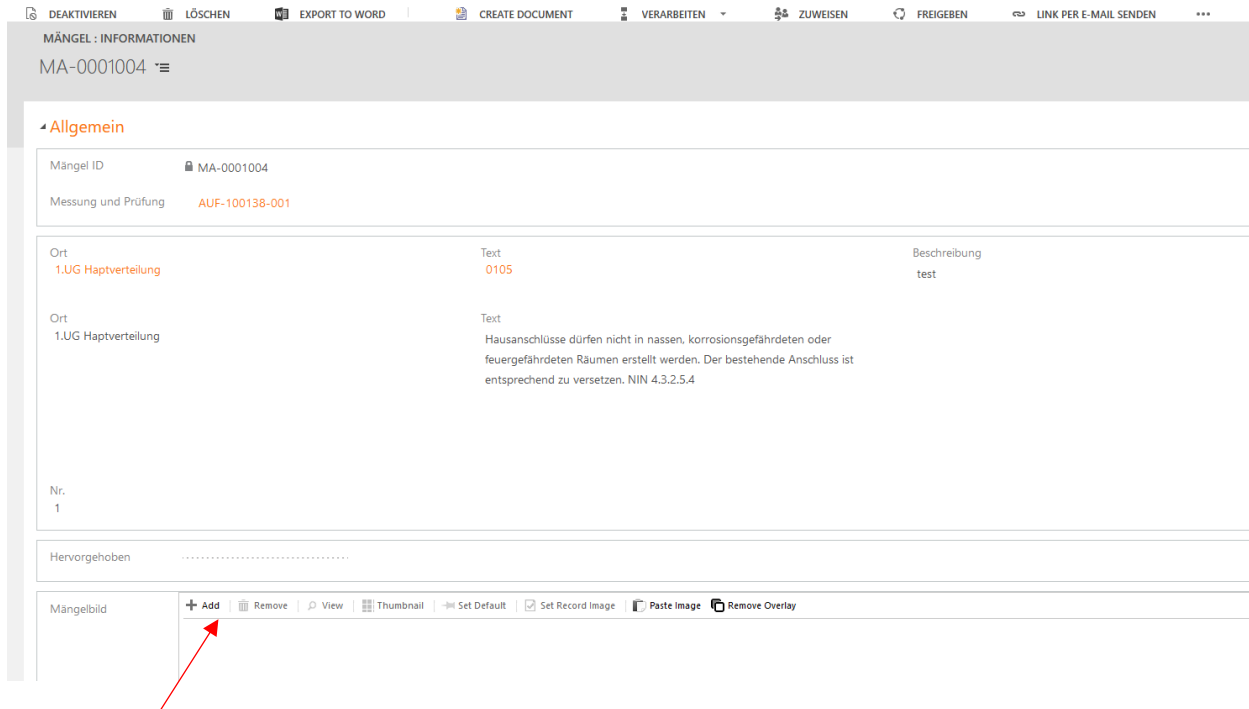 DEAKTIVIEREN LÖSCHEN EXPORT TO WORD CREATE DOCUMENT VERARBEITEN ZUWEISEN FREIGEBEN LINK PER E-MAIL SENDEN ...
MÄNGEL : INFORMATIONEN
MA-0001004
Allgemein
Mängel ID MA-0001004
Messung und Prüfung AUF-100138-001
Ort Text Beschreibung
1.UG Haptverteilung 0105 test
Ort Text
1.UG Haptverteilung Hausanschlüsse dürfen nicht in nassen, korrosionsgefährdeten oder
feuergefährdeten Räumen erstellt werden. Der bestehende Anschluss ist
entsprechend zu versetzen. NIN 4.3.2.5.4
Nr.
1
Hervorgehoben
Mängelbild Add Remove View Thumbnail Set Default Set Record Image Paste Image Remove Overlay